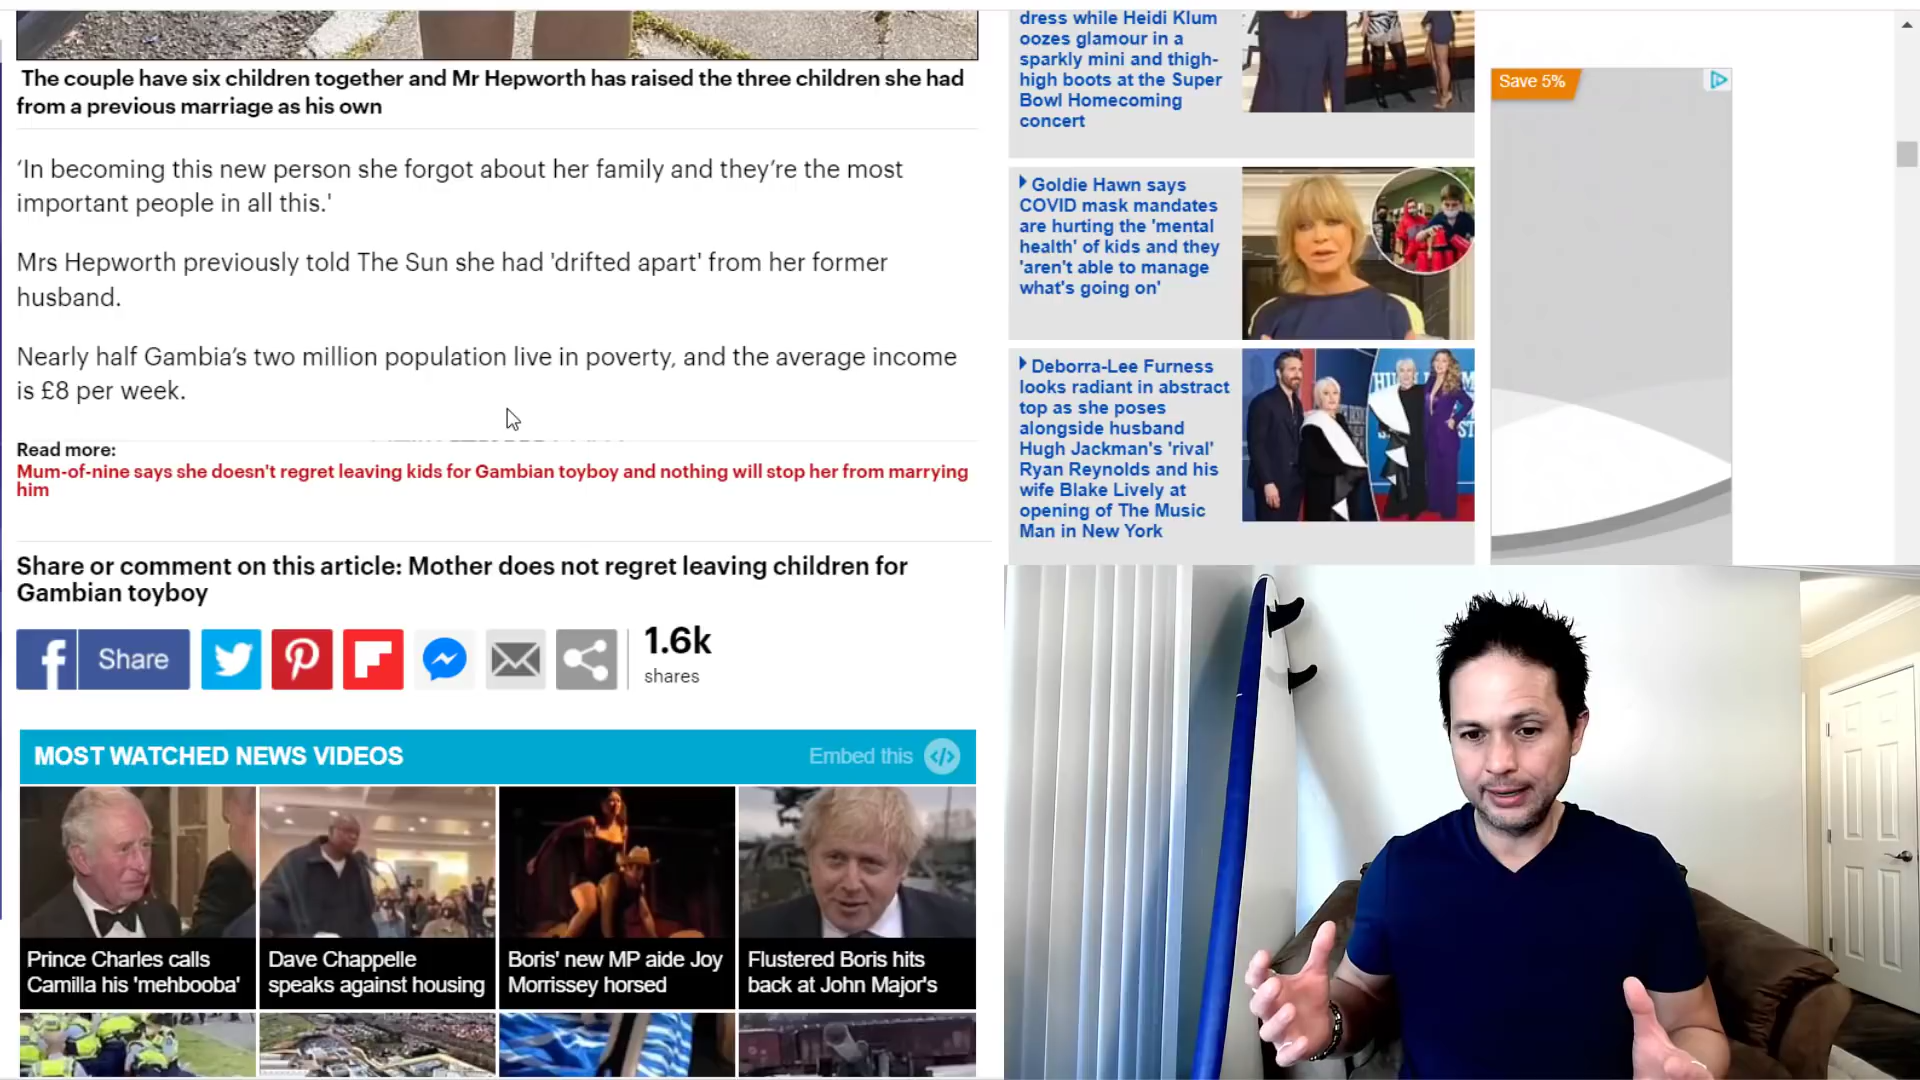 The couple have six children together and Mr Hepworth has raised the three children she had
from a previous marriage as his own
‘In becoming this new person she forgot about her family and they’re the most
important people in all this.'
Mrs Hepworth previously told The Sun she had 'drifted apart' from her former
husband.
Nearly half Gambia’s two million population live in poverty, and the average income
is £8 per week.
Read more:
Mum-of-nine says she doesn't regret leaving kids for Gambian toyboy and nothing will stop her from marrying
him
Share or comment on this article: Mother does not regret leaving children for
Gambian toyboy
f Share
1.6k
shares
MOST WATCHED NEWS VIDEOS
Embed this </>
Prince Charles calls
Camilla his 'mehbooba'
Dave Chappelle
speaks against housing
Boris' new MP aide Joy
Morrissey horsed
Flustered Boris hits
back at John Major's
dress while Heidi Klum
oozes glamour in a
sparkly mini and thigh-
high boots at the Super
Bowl Homecoming
concert
Goldie Hawn says
COVID mask mandates
are hurting the 'mental
health' of kids and they
'aren't able to manage
what's going on'
Deborra-Lee Furness
looks radiant in abstract
top as she poses
alongside husband
Hugh Jackman's 'rival'
Ryan Reynolds and his
wife Blake Lively at
opening of The Music
Man in New York
Save 5%